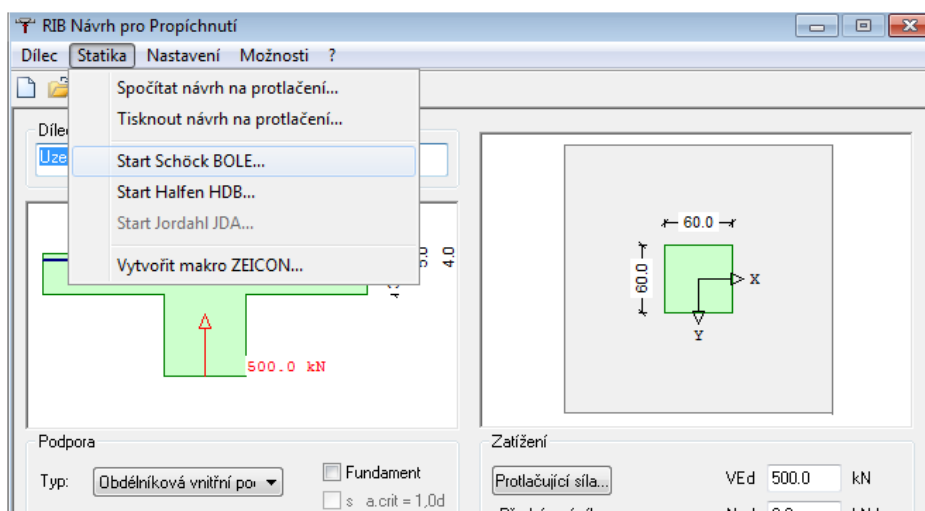 RIB Návrh pro Propíchnutí
Dílec Statika Nastavení Možnosti ?
Spočítat návrh na protlačení...
Tisknout návrh na protlačení...
Start Schöck BOLE...
Start Halfen HDB...
Start Jordahl JDA...
Vytvořit makro ZEICON...
4.0
500.0 kN
60.0
60.0
X
Y
Podpora
Typ: Obdélníková vnitřní
Fundament
s a.crit = 1,0d
Zatížení
Protlačující síla... VEd 500.0 kN